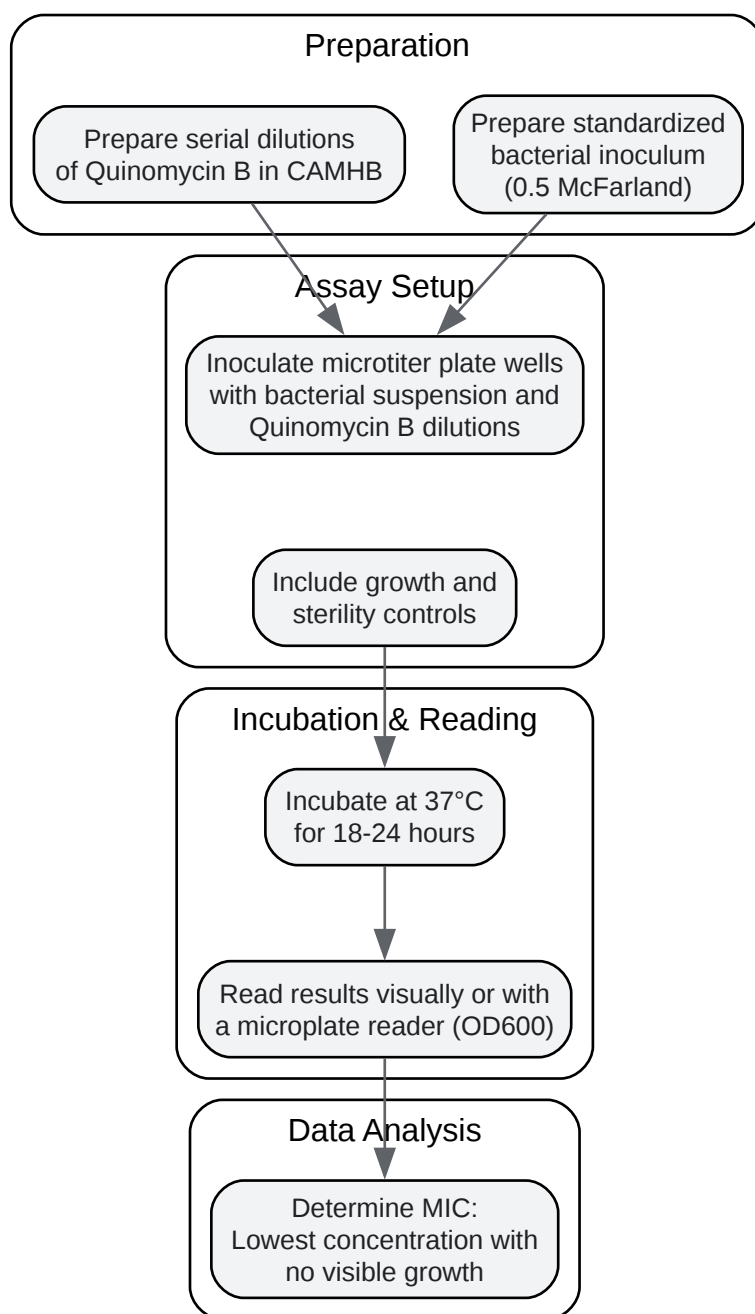 Preparation
Prepare serial dilutions
of Quinomycin B in CAMHB
Prepare standardized
bacterial inoculum
(0.5 McFarland)
Assay Setup
Inoculate microtiter plate wells
with bacterial suspension and
Quinomycin B dilutions
Include growth and
sterility controls
Incubation & Reading
Incubate at 37°C
for 18-24 hours
Read results visually or with
a microplate reader (OD600)
Data Analysis
Determine MIC:
Lowest concentration with
no visible growth